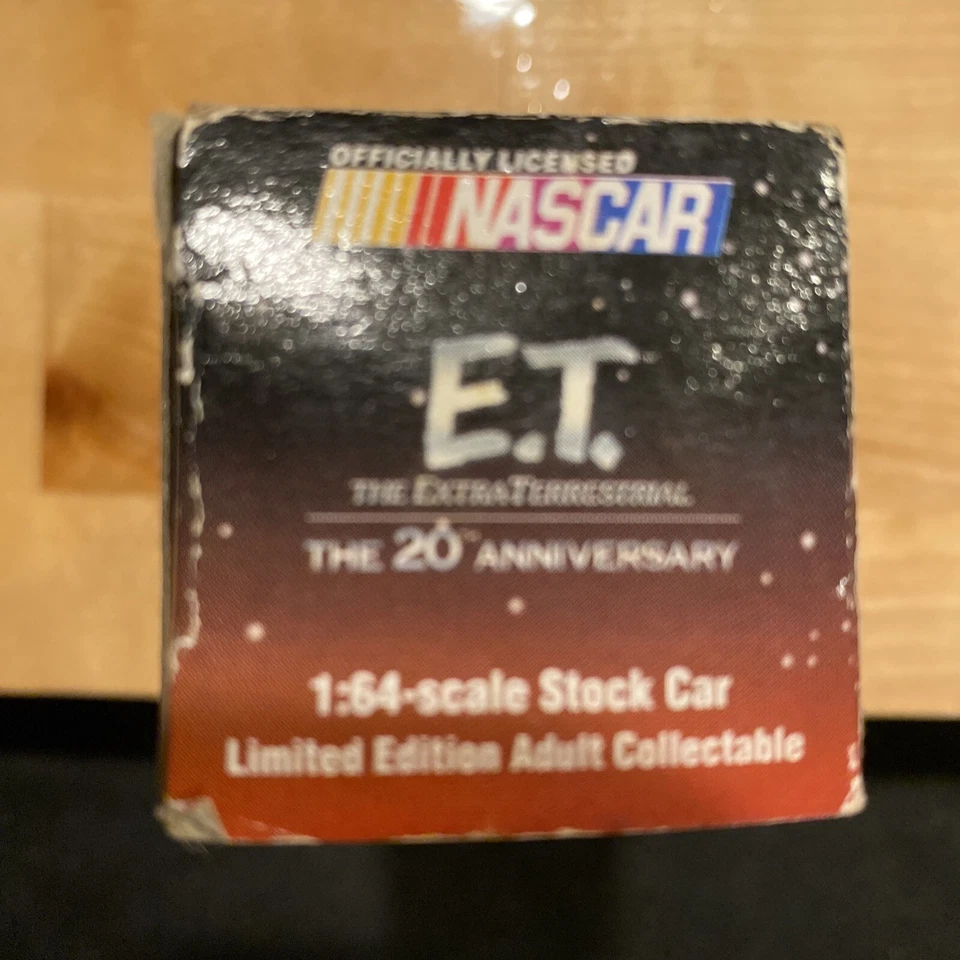 OFFICIALLY LICENSED
NASCAR
E.T.
THE EXTRA-TERRESTRIAL
THE 20TH ANNIVERSARY
1:64-scale Stock Car
Limited Edition Adult Collectable